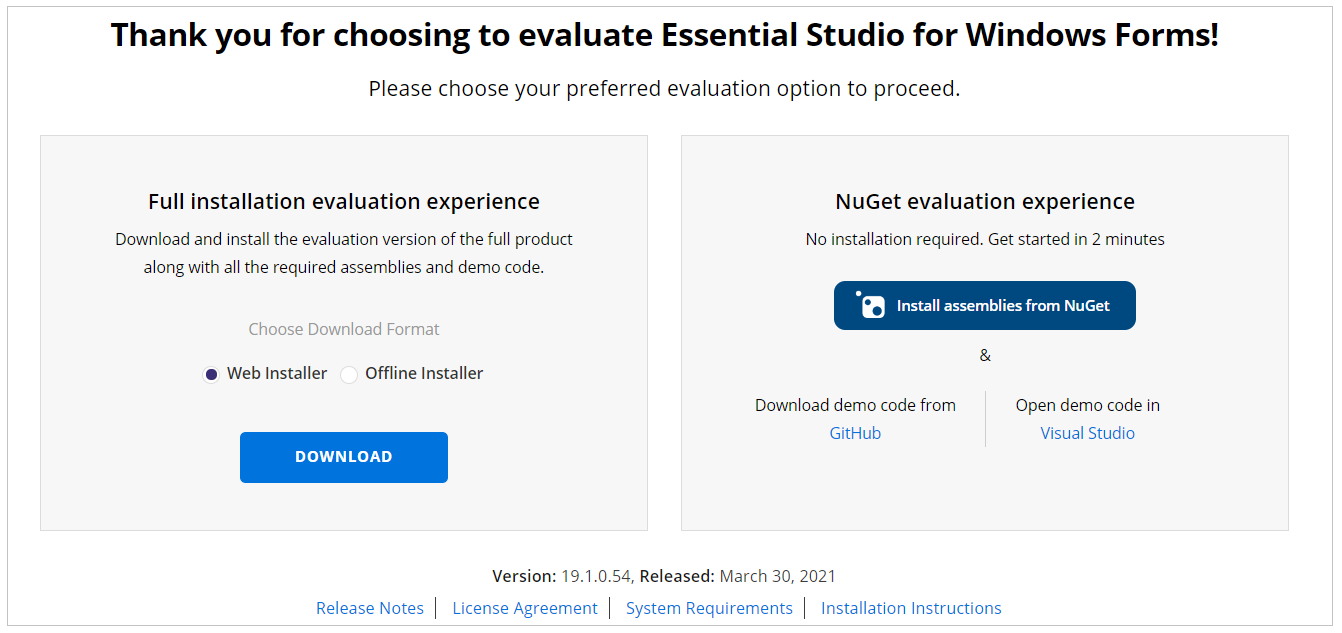 Thank you for choosing to evaluate Essential Studio for Windows Forms!
Please choose your preferred evaluation option to proceed.
Full installation evaluation experience
Download and install the evaluation version of the full product
along with all the required assemblies and demo code.
Choose Download Format
Web Installer
Offline Installer
DOWNLOAD
NuGet evaluation experience
No installation required. Get started in 2 minutes
Install assemblies from NuGet
&
Download demo code from
GitHub
Open demo code in
Visual Studio
Version: 19.1.0.54, Released: March 30, 2021
Release Notes | License Agreement | System Requirements | Installation Instructions